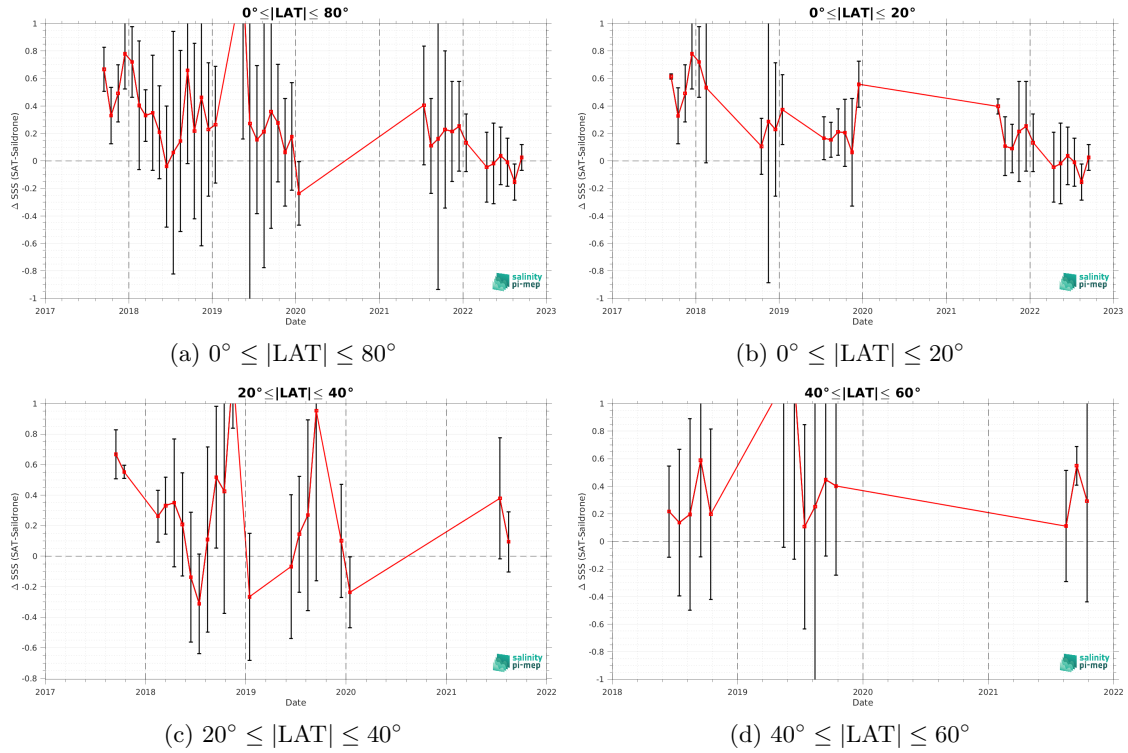 0°≤|LAT|≤ 80°
Δ SSS (SAT-Saildrone)
1
0.8
0.6
0.4
0.2
0
-0.2
-0.4
-0.6
-0.8
-1
salinity
pi-mep
2017 2018 2019 2020 2021 2022 2023
Date
(a) 0° ≤ |LAT| ≤ 80°
0°≤|LAT|≤ 20°
Δ SSS (SAT-Saildrone)
1
0.8
0.6
0.4
0.2
0
-0.2
-0.4
-0.6
-0.8
-1
salinity
pi-mep
2017 2018 2019 2020 2021 2022 2023
Date
(b) 0° ≤ |LAT| ≤ 20°
20°≤|LAT|≤ 40°
Δ SSS (SAT-Saildrone)
1
0.8
0.6
0.4
0.2
0
-0.2
-0.4
-0.6
-0.8
salinity
pi-mep
2017 2018 2019 2020 2021 2022
Date
(c) 20° ≤ |LAT| ≤ 40°
40°≤|LAT|≤ 60°
Δ SSS (SAT-Saildrone)
1
0.8
0.6
0.4
0.2
0
-0.2
-0.4
-0.6
-0.8
-1
salinity
pi-mep
2018 2019 2020 2021 2022
Date
(d) 40° ≤ |LAT| ≤ 60°